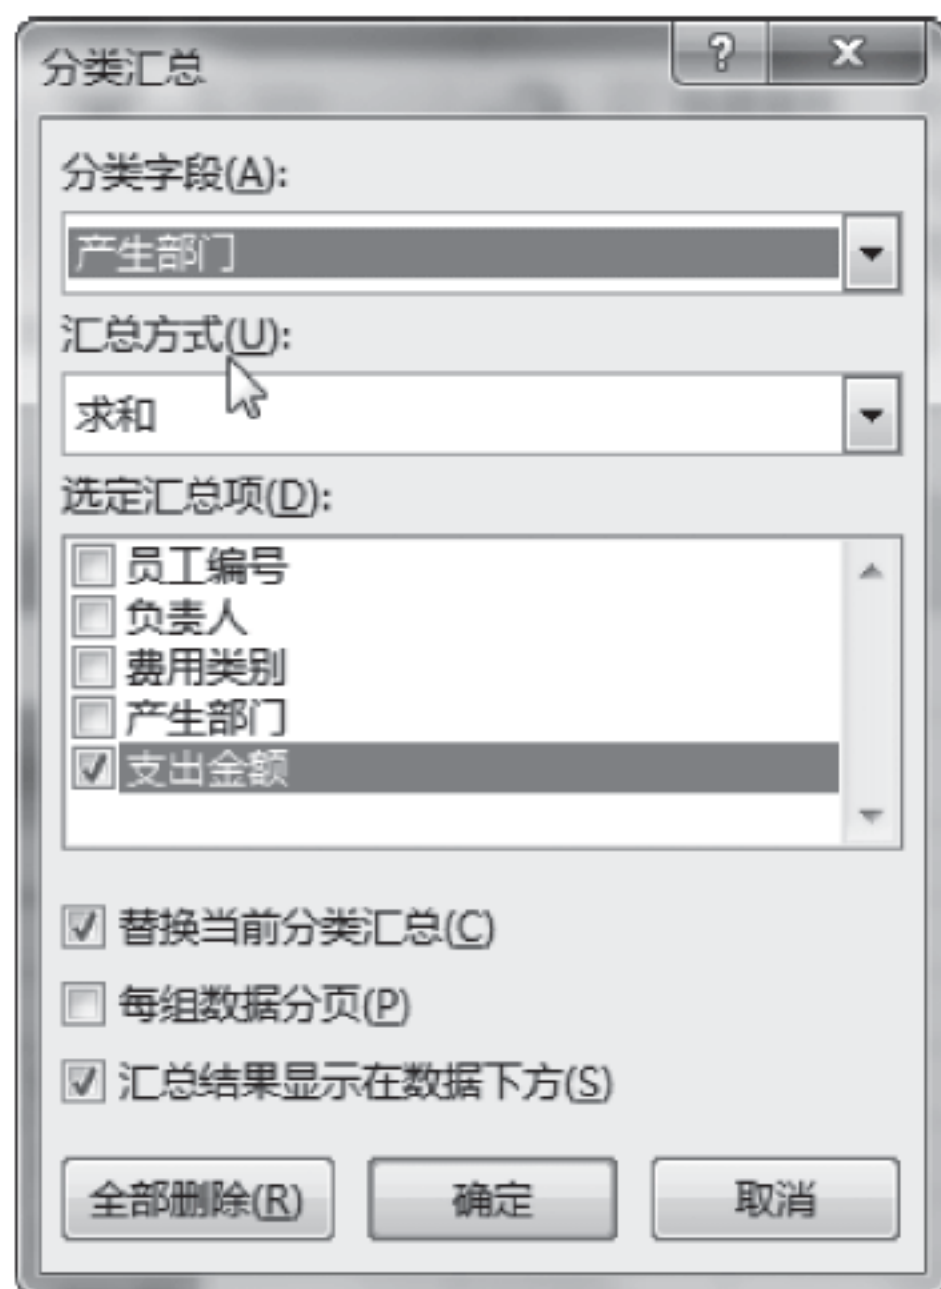 分类汇总
?
分类字段(A):
产生部门
汇总方式(U):
求和
选定汇总项(D):
员工编号
负责人
费用类别
产生部门
支出金额
替换当前分类汇总(C)
每组数据分页(P)
汇总结果显示在数据下方(S)
全部删除(R) 确定 取消